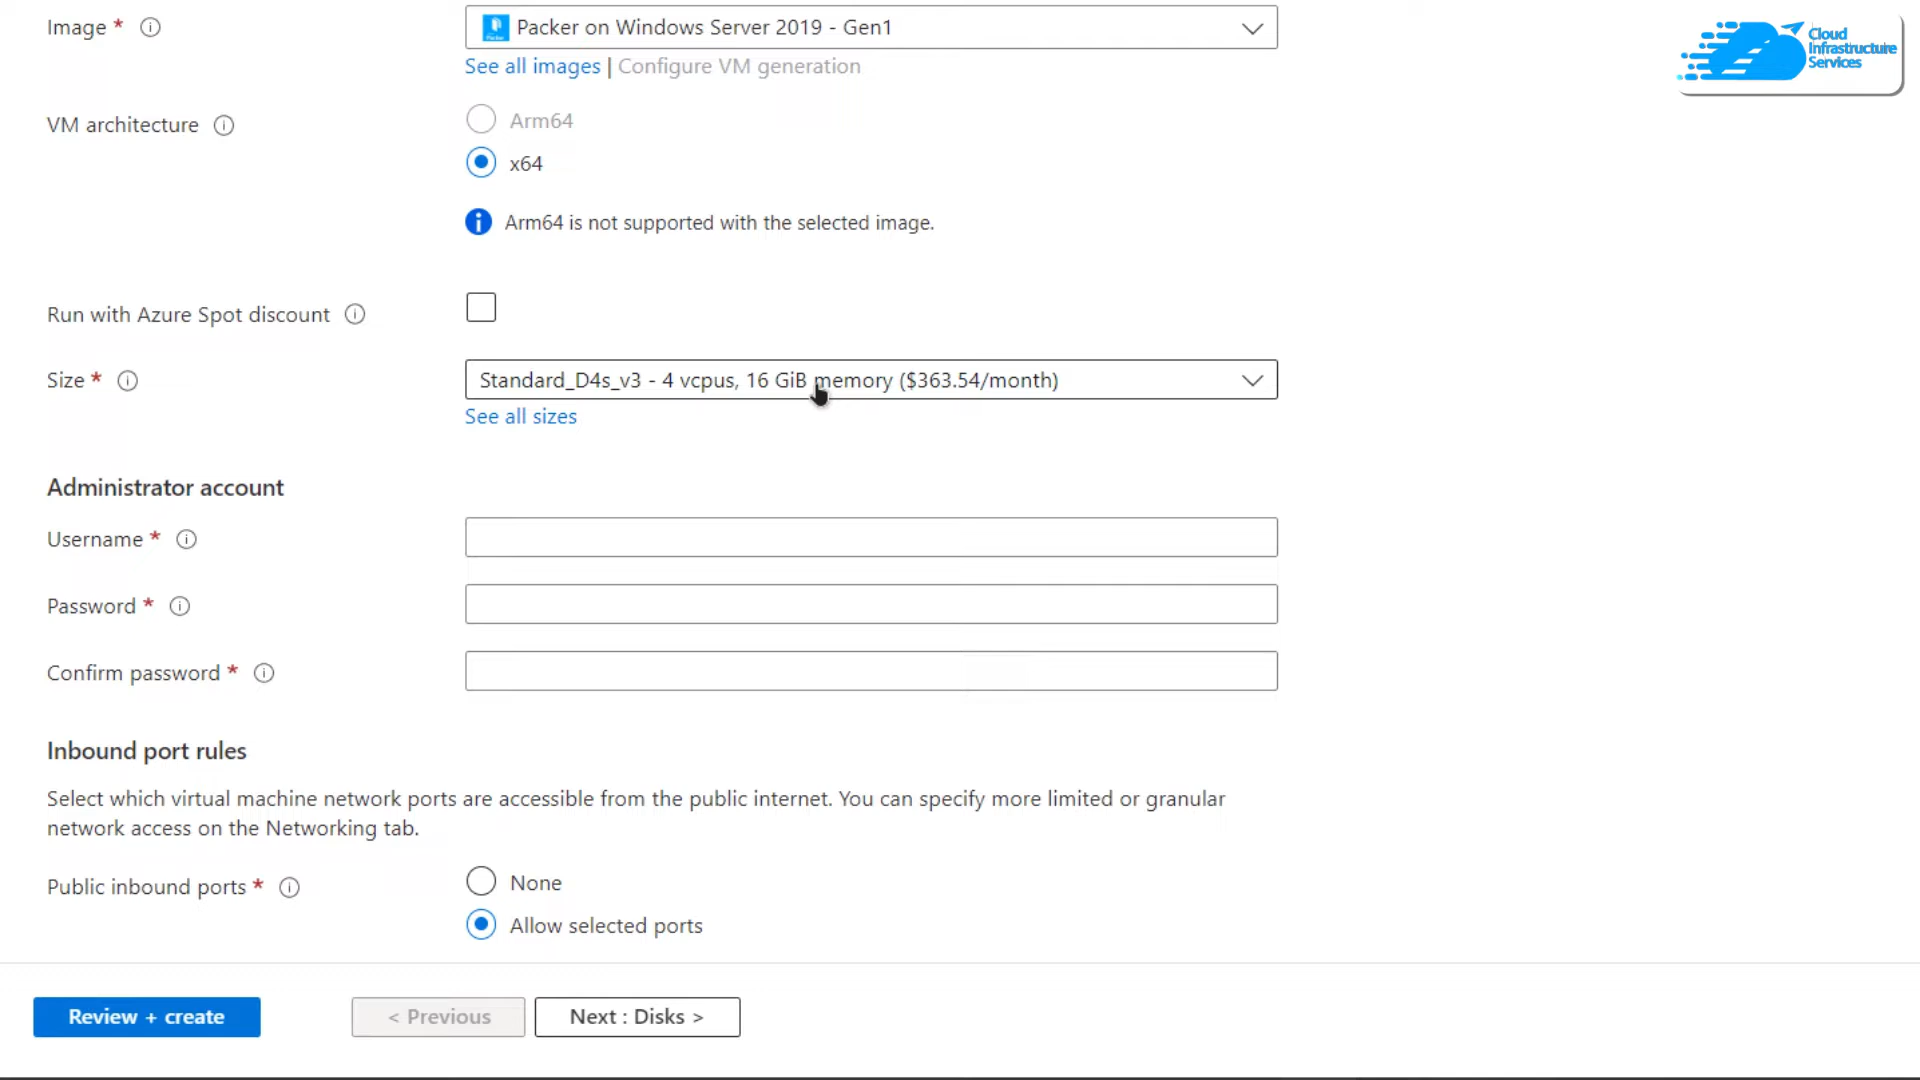 Image *
Packer on Windows Server 2019 - Gen1
See all images | Configure VM generation
Cloud
Infrastructure
Services
VM architecture
Arm64
x64
Arm64 is not supported with the selected image.
Run with Azure Spot discount
Size *
Standard_D4s_v3 - 4 vcpus, 16 GiB memory ($363.54/month)
See all sizes
Administrator account
Username *
Password *
Confirm password *
Inbound port rules
Select which virtual machine network ports are accessible from the public internet. You can specify more limited or granular
network access on the Networking tab.
Public inbound ports *
None
Allow selected ports
Review + create
< Previous
Next : Disks >